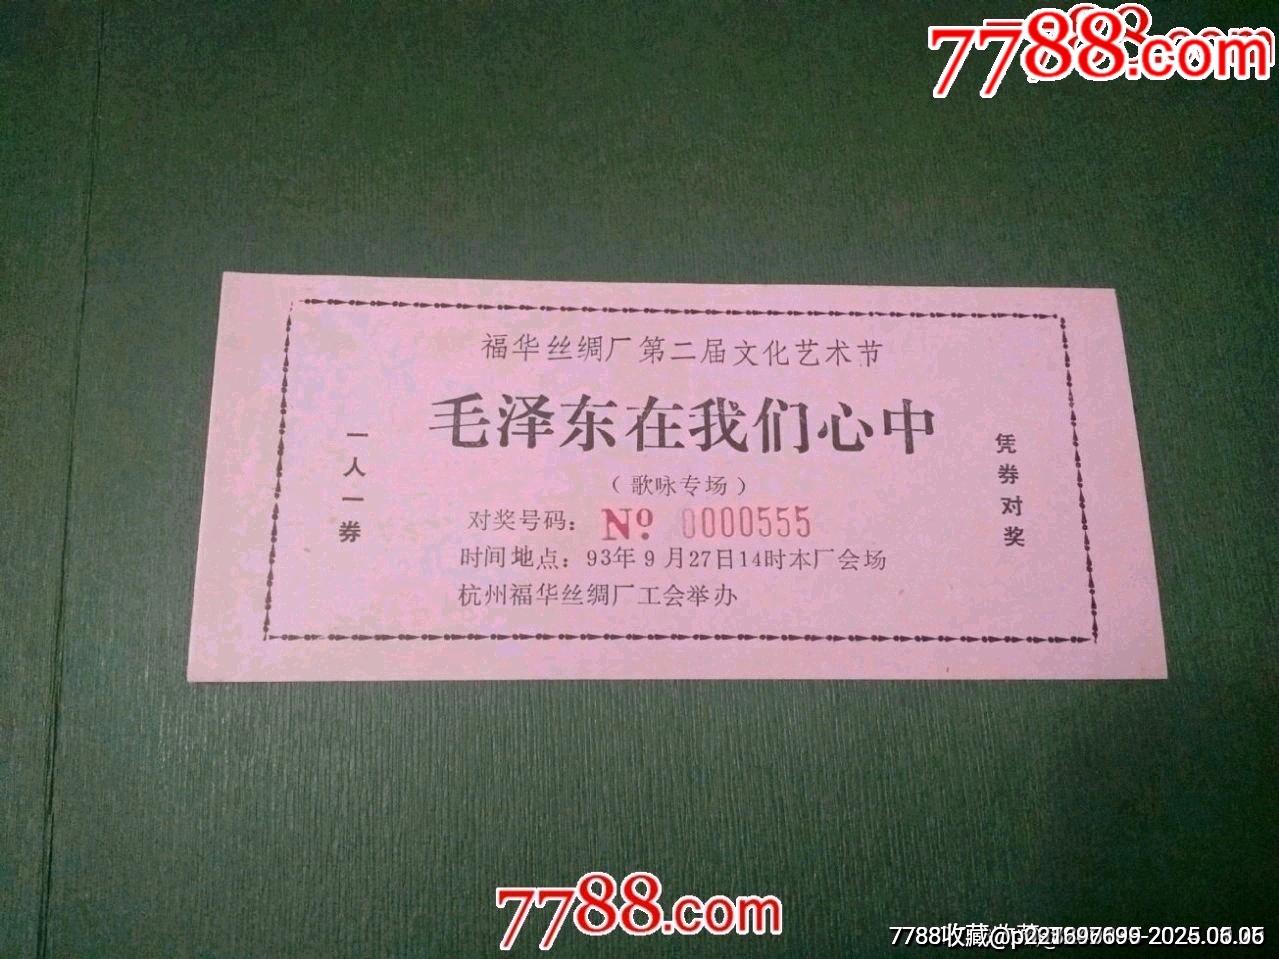 7788.com
福华丝绸厂第二届文化艺术节
毛泽东在我们心中
(歌咏专场)
一人一券
凭券对奖
对奖号码: Nº 0000555
时间地点: 93年9月27日14时本厂会场
杭州福华丝绸厂工会举办
7788.com